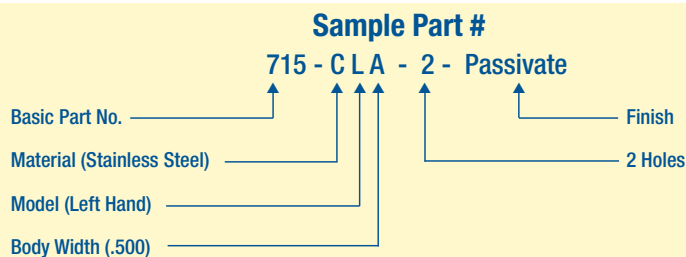 Sample Part #
715 - C L A - 2 - Passivate
Basic Part No.
Finish
Material (Stainless Steel)
2 Holes
Model (Left Hand)
Body Width (.500)